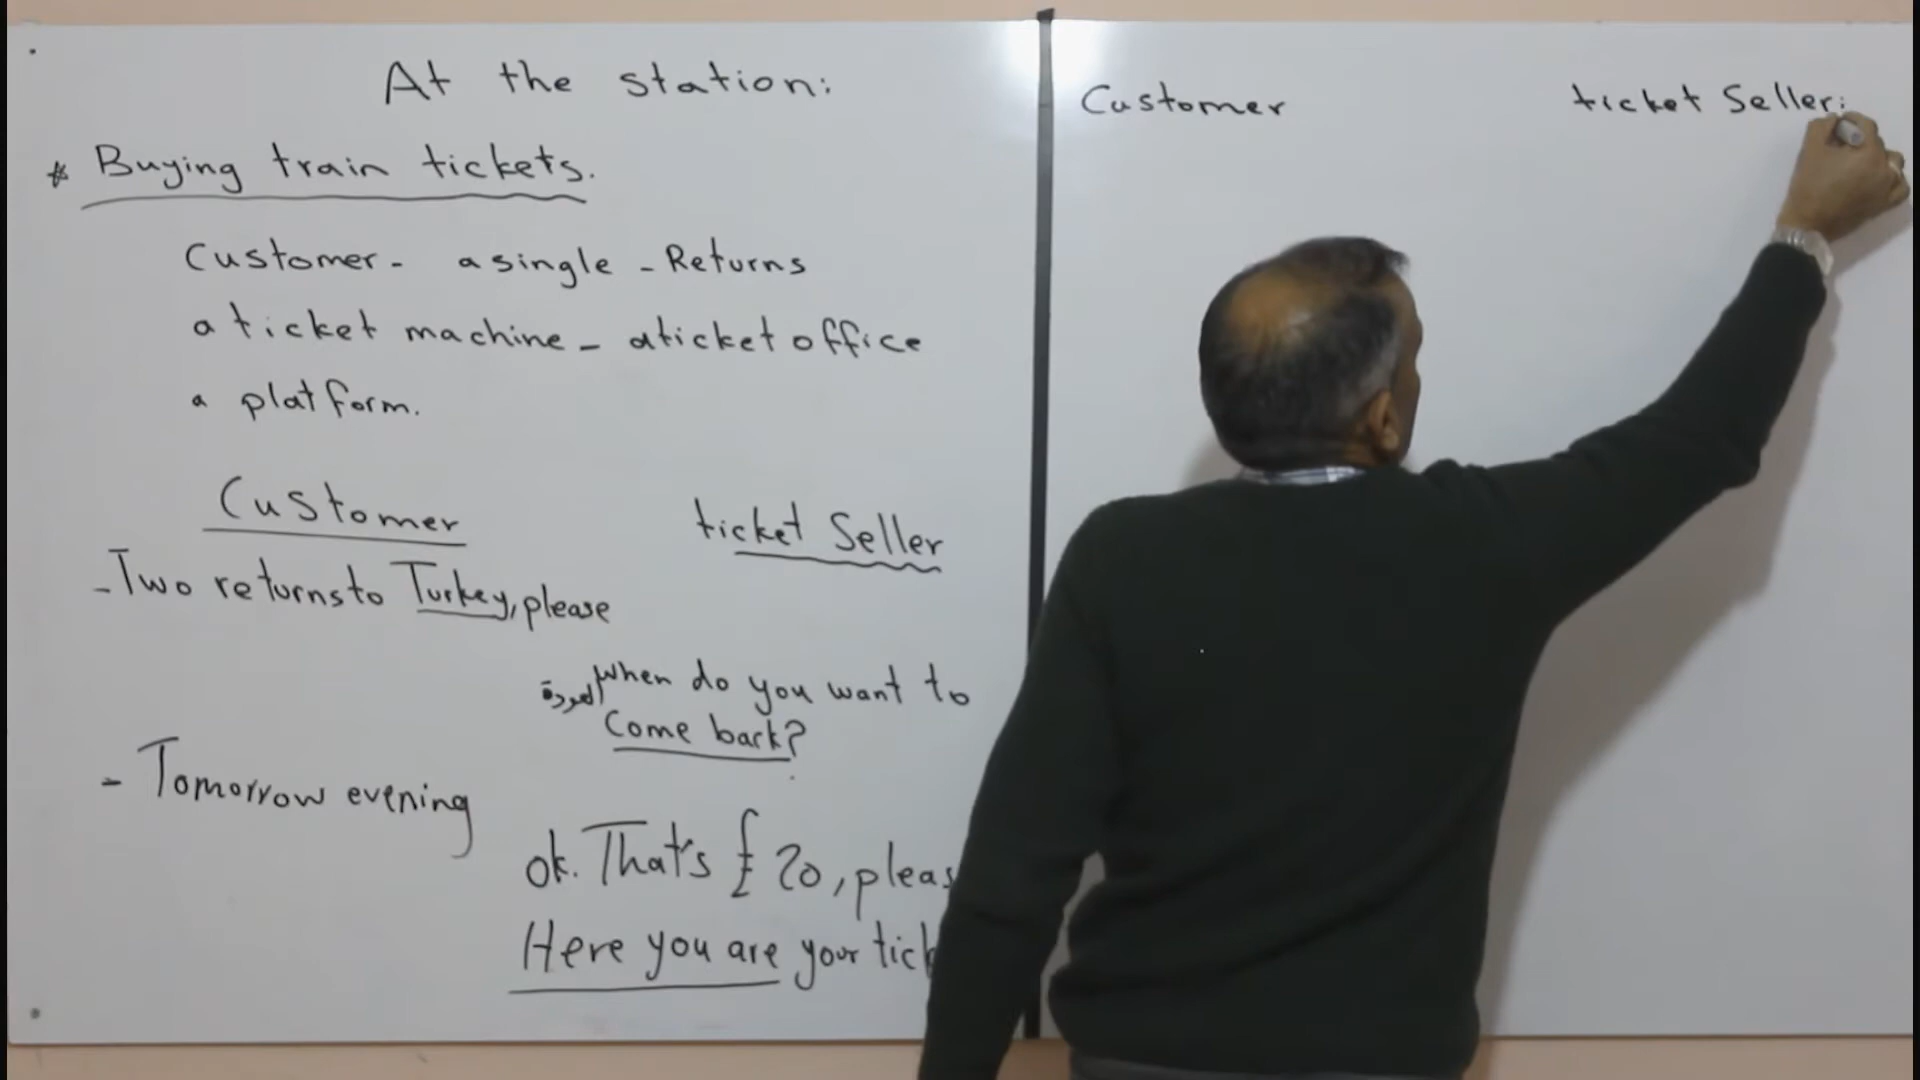 At the station:
* Buying train tickets.
Customer - a single - Returns
a ticket machine - a ticket office
a platform.
Customer
ticket Seller
- Two returns to Turkey, please
When do you want to
العودة
Come back?
- Tomorrow evening
ok. That's £20, pleas
Here you are your tick
Customer
ticket Seller: